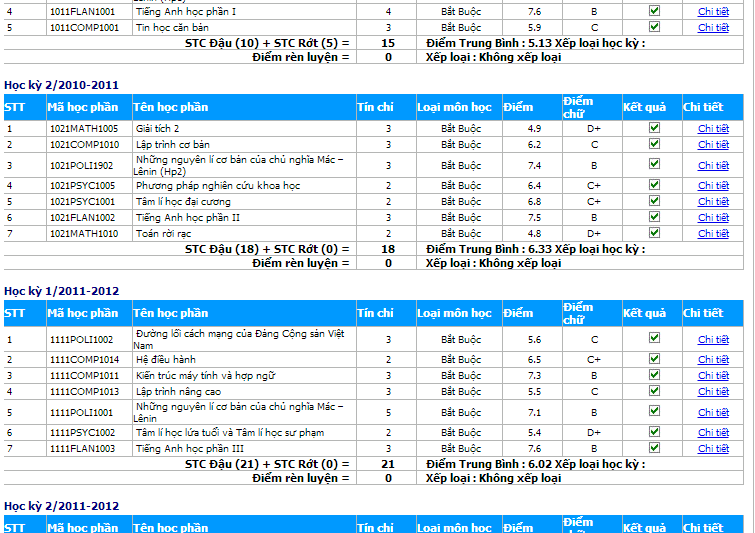 4 1011FLAN1001 Tiếng Anh học phần I 4 Bắt Buộc 7.6 B Chi tiết
5 1011COMP1001 Tin học căn bản 3 Bắt Buộc 5.9 C Chi tiết
STC Đậu (10) + STC Rớt (5) = 15 Điểm Trung Bình : 5.13 Xếp loại học kỳ :
Điểm rèn luyện = 0 Xếp loại : Không xếp loại
Học kỳ 2/2010-2011
STT Mã học phần Tên học phần Tín chỉ Loại môn học Điểm Điểm chữ Kết quả Chi tiết
1 1021MATH1005 Giải tích 2 3 Bắt Buộc 4.9 D+ Chi tiết
2 1021COMP1010 Lập trình cơ bản 3 Bắt Buộc 6.2 C Chi tiết
3 1021POLI1902 Những nguyên lí cơ bản của chủ nghĩa Mác –
Lênin (Hp2) 3 Bắt Buộc 7.4 B Chi tiết
4 1021PSYC1005 Phương pháp nghiên cứu khoa học 2 Bắt Buộc 6.4 C+ Chi tiết
5 1021PSYC1001 Tâm lí học đại cương 2 Bắt Buộc 6.8 C+ Chi tiết
6 1021FLAN1002 Tiếng Anh học phần II 3 Bắt Buộc 7.5 B Chi tiết
7 1021MATH1010 Toán rời rạc 2 Bắt Buộc 4.8 D+ Chi tiết
STC Đậu (18) + STC Rớt (0) = 18 Điểm Trung Bình : 6.33 Xếp loại học kỳ :
Điểm rèn luyện = 0 Xếp loại : Không xếp loại
Học kỳ 1/2011-2012
STT Mã học phần Tên học phần Tín chỉ Loại môn học Điểm Điểm chữ Kết quả Chi tiết
1 1111POLI1002 Đường lối cách mạng của Đảng Cộng sản Việt
Nam 3 Bắt Buộc 5.6 C Chi tiết
2 1111COMP1014 Hệ điều hành 2 Bắt Buộc 6.5 C+ Chi tiết
3 1111COMP1011 Kiến trúc máy tính và hợp ngữ 3 Bắt Buộc 7.3 B Chi tiết
4 1111COMP1013 Lập trình nâng cao 3 Bắt Buộc 5.5 C Chi tiết
5 1111POLI1001 Những nguyên lí cơ bản của chủ nghĩa Mác –
Lênin 5 Bắt Buộc 7.1 B Chi tiết
6 1111PSYC1002 Tâm lí học lứa tuổi và Tâm lí học sư phạm 2 Bắt Buộc 5.4 D+ Chi tiết
7 1111FLAN1003 Tiếng Anh học phần III 3 Bắt Buộc 7.6 B Chi tiết
STC Đậu (21) + STC Rớt (0) = 21 Điểm Trung Bình : 6.02 Xếp loại học kỳ :
Điểm rèn luyện = 0 Xếp loại : Không xếp loại
Học kỳ 2/2011-2012
STT Mã học phần Tên học phần Tín chỉ Loại môn học Điểm Điểm chữ Kết quả Chi tiết